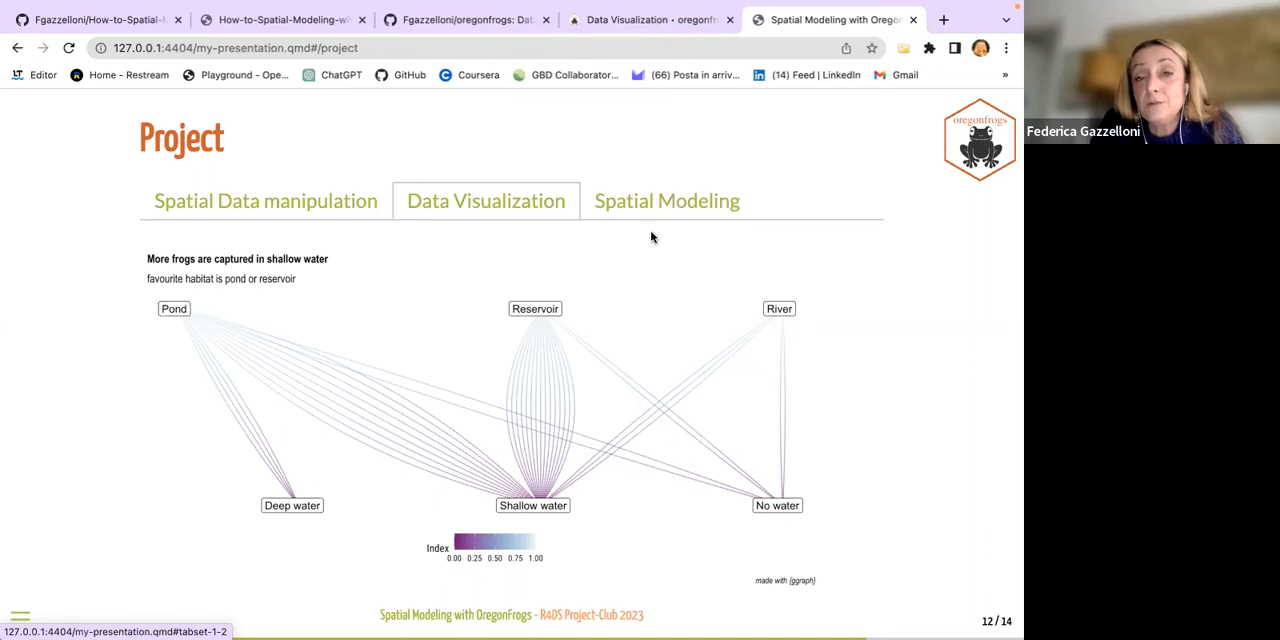 Fgazzelloni/How-to-Spatial-
How-to-Spatial-Modeling-wi
Fgazzelloni/oregonfrogs: Dat
Data Visualization • oregonfr
Spatial Modeling with Orego
127.0.0.1:4404/my-presentation.qmd#/project
Editor
Home - Restream
Playground - Ope...
ChatGPT
GitHub
Coursera
GBD Collaborator...
(66) Posta in arriv...
(14) Feed | LinkedIn
Gmail
»
Project
oregonfrogs
Federica Gazzelloni
Spatial Data manipulation
Data Visualization
Spatial Modeling
More frogs are captured in shallow water
favourite habitat is pond or reservoir
Pond
Reservoir
River
Deep water
Shallow water
No water
Index
0.00 0.25 0.50 0.75 1.00
made with {ggraph}
Spatial Modeling with OregonFrogs - R4DS Project-Club 2023
12 / 14
127.0.0.1:4404/my-presentation.qmd#tabset-1-2